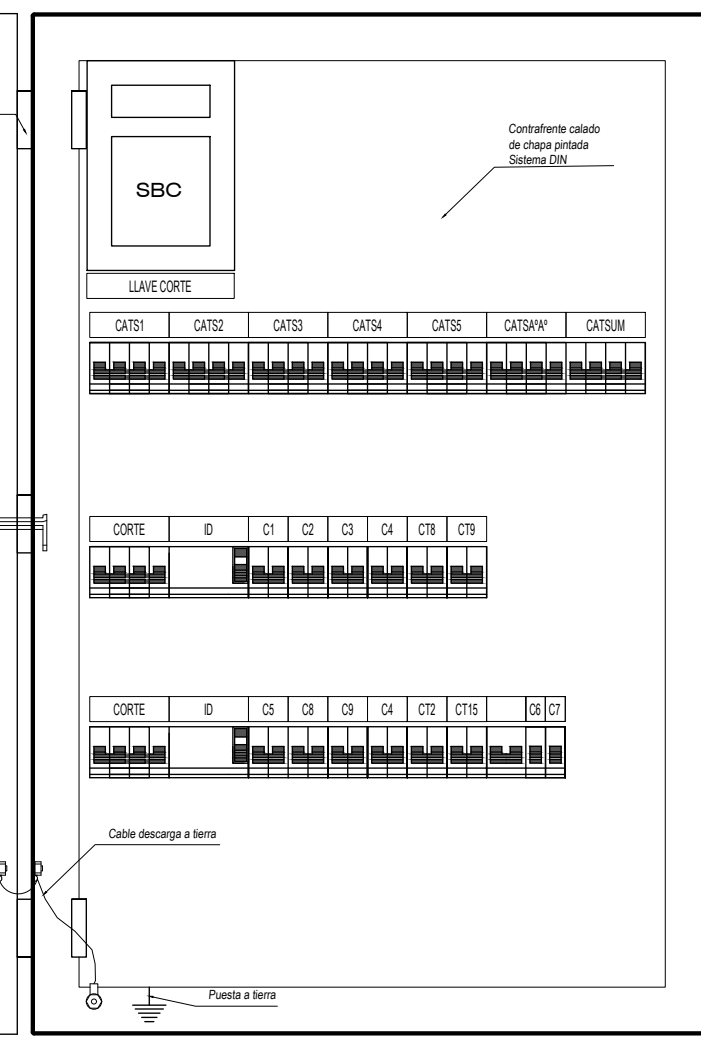 Contrafrente calado
de chapa pintada
Sistema DIN
SBC
LLAVE CORTE
CATS1 CATS2 CATS3 CATS4 CATS5 CATSAºAº CATSUM
CORTE ID C1 C2 C3 C4 CT8 CT9
CORTE ID C5 C8 C9 C4 CT2 CT15 C6 C7
Cable descarga a tierra
Puesta a tierra